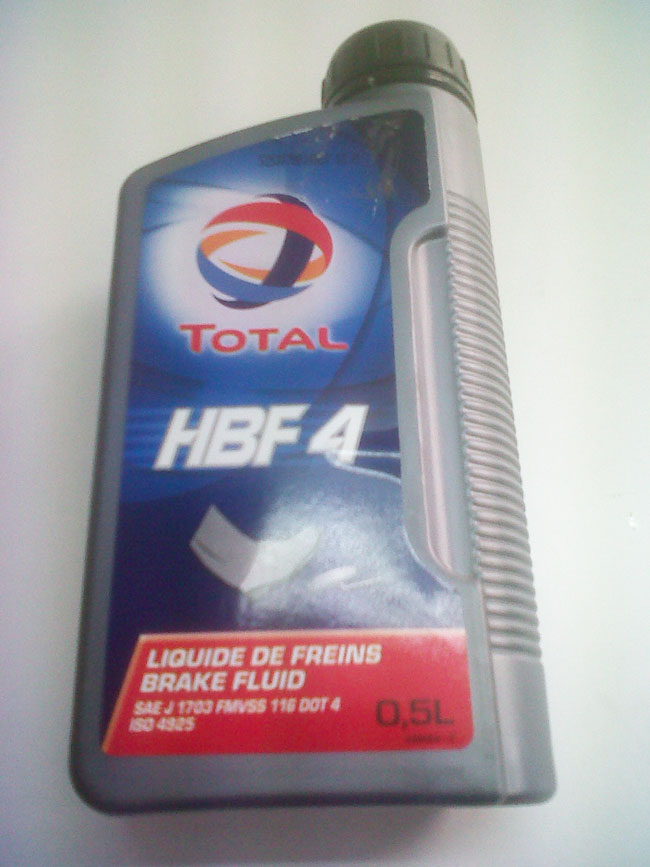 TOTAL
HBF 4
LIQUIDE DE FREINS
BRAKE FLUID
SAE J 1703 FMVSS 116 DOT 4
ISO 4925
0,5L